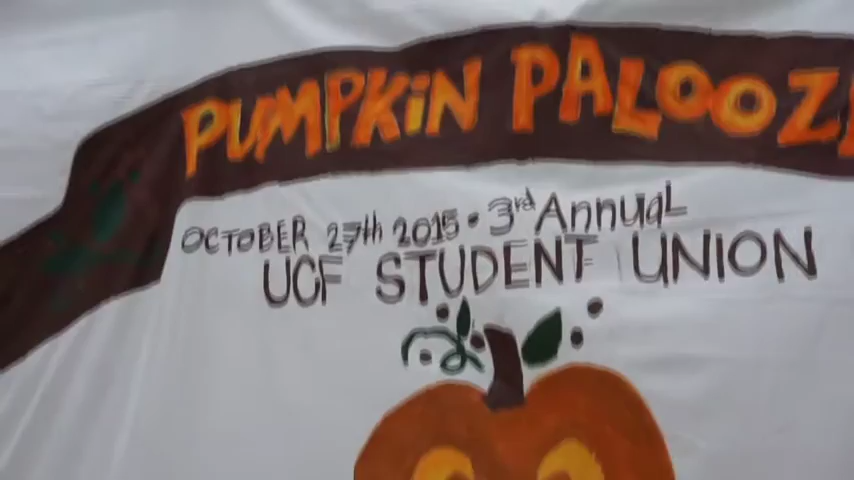 PUMPKiN PALOOZ
OCTOBER 27th 2015 • 3rd Annual
UCF STUDENT UNION